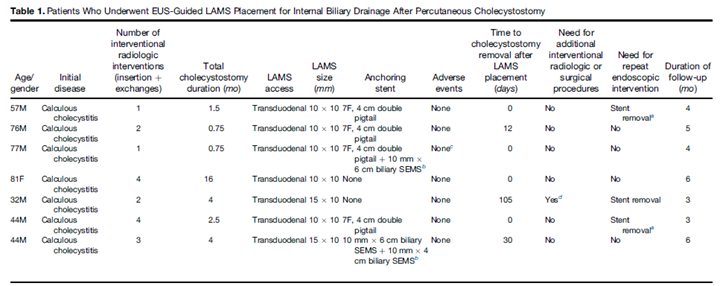 Table 1. Patients Who Underwent EUS-Guided LAMS Placement for Internal Biliary Drainage After Percutaneous Cholecystostomy
Age/ gender | Initial disease | Number of interventional radiologic interventions (insertion + exchanges) | Total cholecystostomy duration (mo) | LAMS access | LAMS size (mm) | Anchoring stent | Adverse events | Time to cholecystostomy removal after LAMS placement (days) | Need for additional interventional radiologic or surgical procedures | Need for repeat endoscopic intervention | Duration of follow-up (mo)
57M | Calculous cholecystitis | 1 | 1.5 | Transduodenal | 10 × 10 | 7F, 4 cm double pigtail | None | 0 | No | Stent removal^a | 4
76M | Calculous cholecystitis | 2 | 0.75 | Transduodenal | 10 × 10 | 7F, 4 cm double pigtail | None | 12 | No | No | 5
77M | Calculous cholecystitis | 1 | 0.75 | Transduodenal | 10 × 10 | 7F, 4 cm double pigtail + 10 mm × 6 cm biliary SEMS^b | None^c | 0 | No | No | 4
81F | Calculous cholecystitis | 4 | 16 | Transduodenal | 10 × 10 | None | None | 0 | No | No | 6
32M | Calculous cholecystitis | 2 | 4 | Transduodenal | 15 × 10 | None | None | 105 | Yes^d | Stent removal | 3
44M | Calculous cholecystitis | 4 | 2.5 | Transduodenal | 10 × 10 | 7F, 4 cm double pigtail | None | 0 | No | Stent removal^a | 3
44M | Calculous cholecystitis | 3 | 4 | Transduodenal | 15 × 10 | 10 mm × 6 cm biliary SEMS + 10 mm × 4 cm biliary SEMS^b | None | 30 | No | No | 6